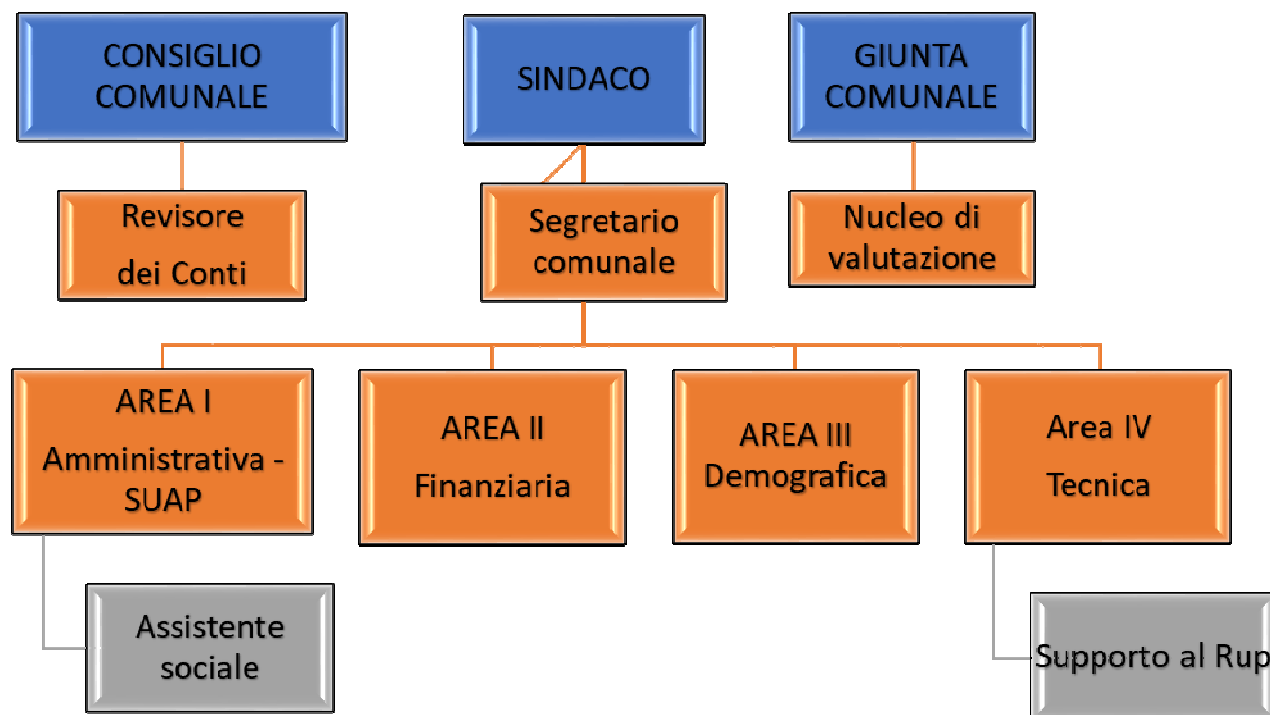 CONSIGLIO
COMUNALE
SINDACO
GIUNTA
COMUNALE
Revisore
dei Conti
Segretario
comunale
Nucleo di
valutazione
AREA I
Amministrativa -
SUAP
AREA II
Finanziaria
AREA III
Demografica
Area IV
Tecnica
Assistente
sociale
Supporto al Rup